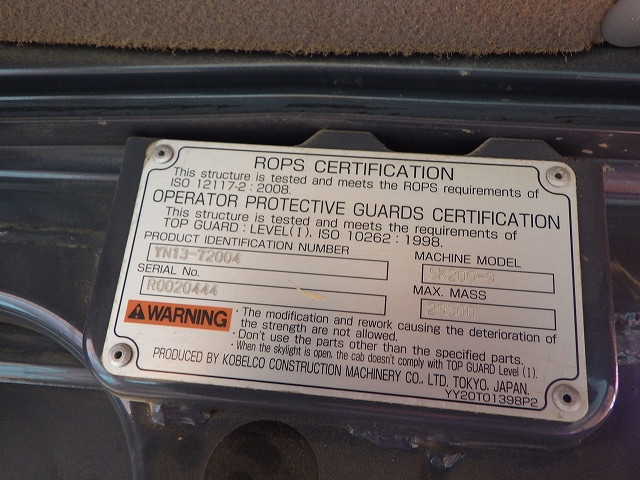 ROPS CERTIFICATION
This structure is tested and meets the ROPS requirements of
ISO 12117-2 : 2008.
OPERATOR PROTECTIVE GUARDS CERTIFICATION
This structure is tested and meets the requirements of
TOP GUARD : LEVEL(I), ISO 10262 : 1998.
PRODUCT IDENTIFICATION NUMBER
YN13-72004
MACHINE MODEL
SK200-9
SERIAL No.
R0020444
MAX. MASS
WARNING
· The modification and rework causing the deterioration of
the strength are not allowed.
· Don't use the parts other than the specified parts.
· When the skylight is open, the cab doesn't comply with TOP GUARD Level (I).
PRODUCED BY KOBELCO CONSTRUCTION MACHINERY CO., LTD, TOKYO, JAPAN.
YY20T01398P2